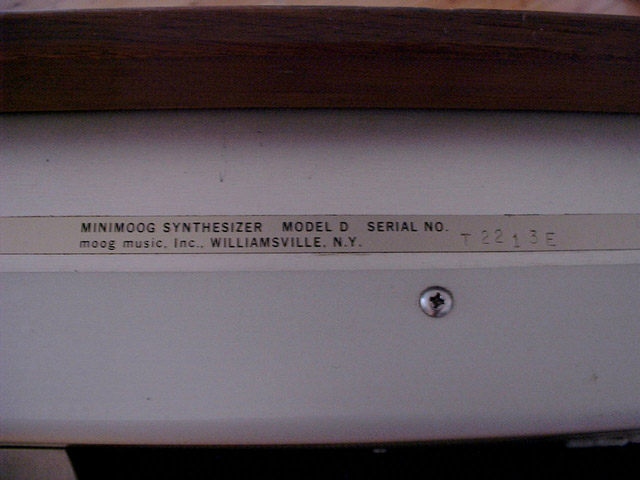 MINIMOOG SYNTHESIZER MODEL D SERIAL NO. T 2213E
moog music, Inc., WILLIAMSVILLE, N.Y.